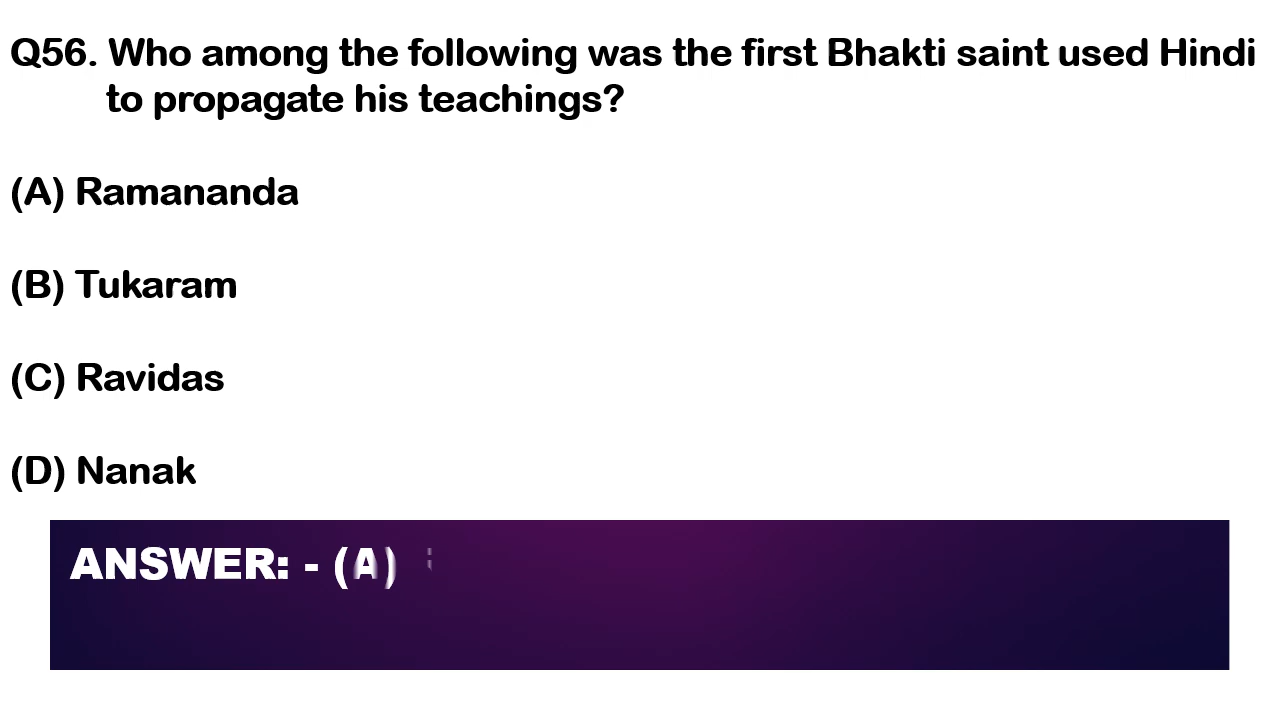 Q56. Who among the following was the first Bhakti saint used Hindi
to propagate his teachings?
(A) Ramananda
(B) Tukaram
(C) Ravidas
(D) Nanak
ANSWER: - (A)